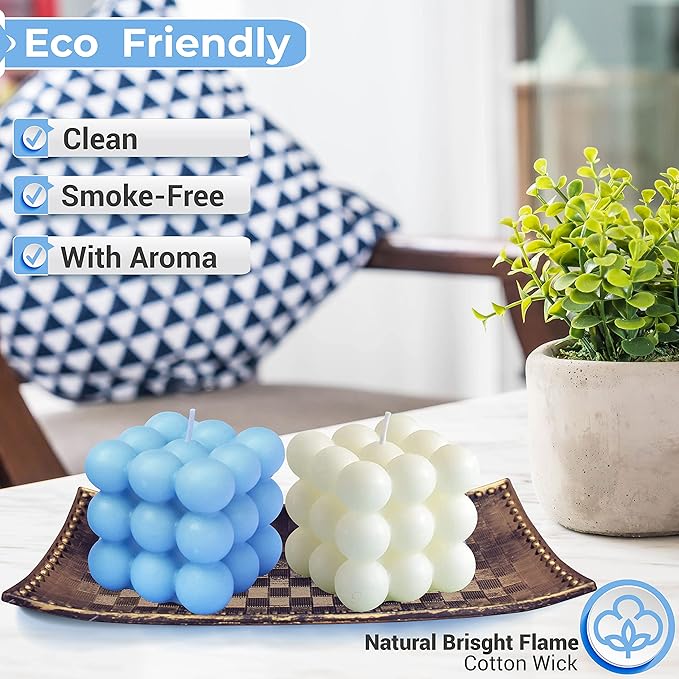 Eco Friendly
Clean
Smoke-Free
With Aroma
Natural Brisght Flame
Cotton Wick